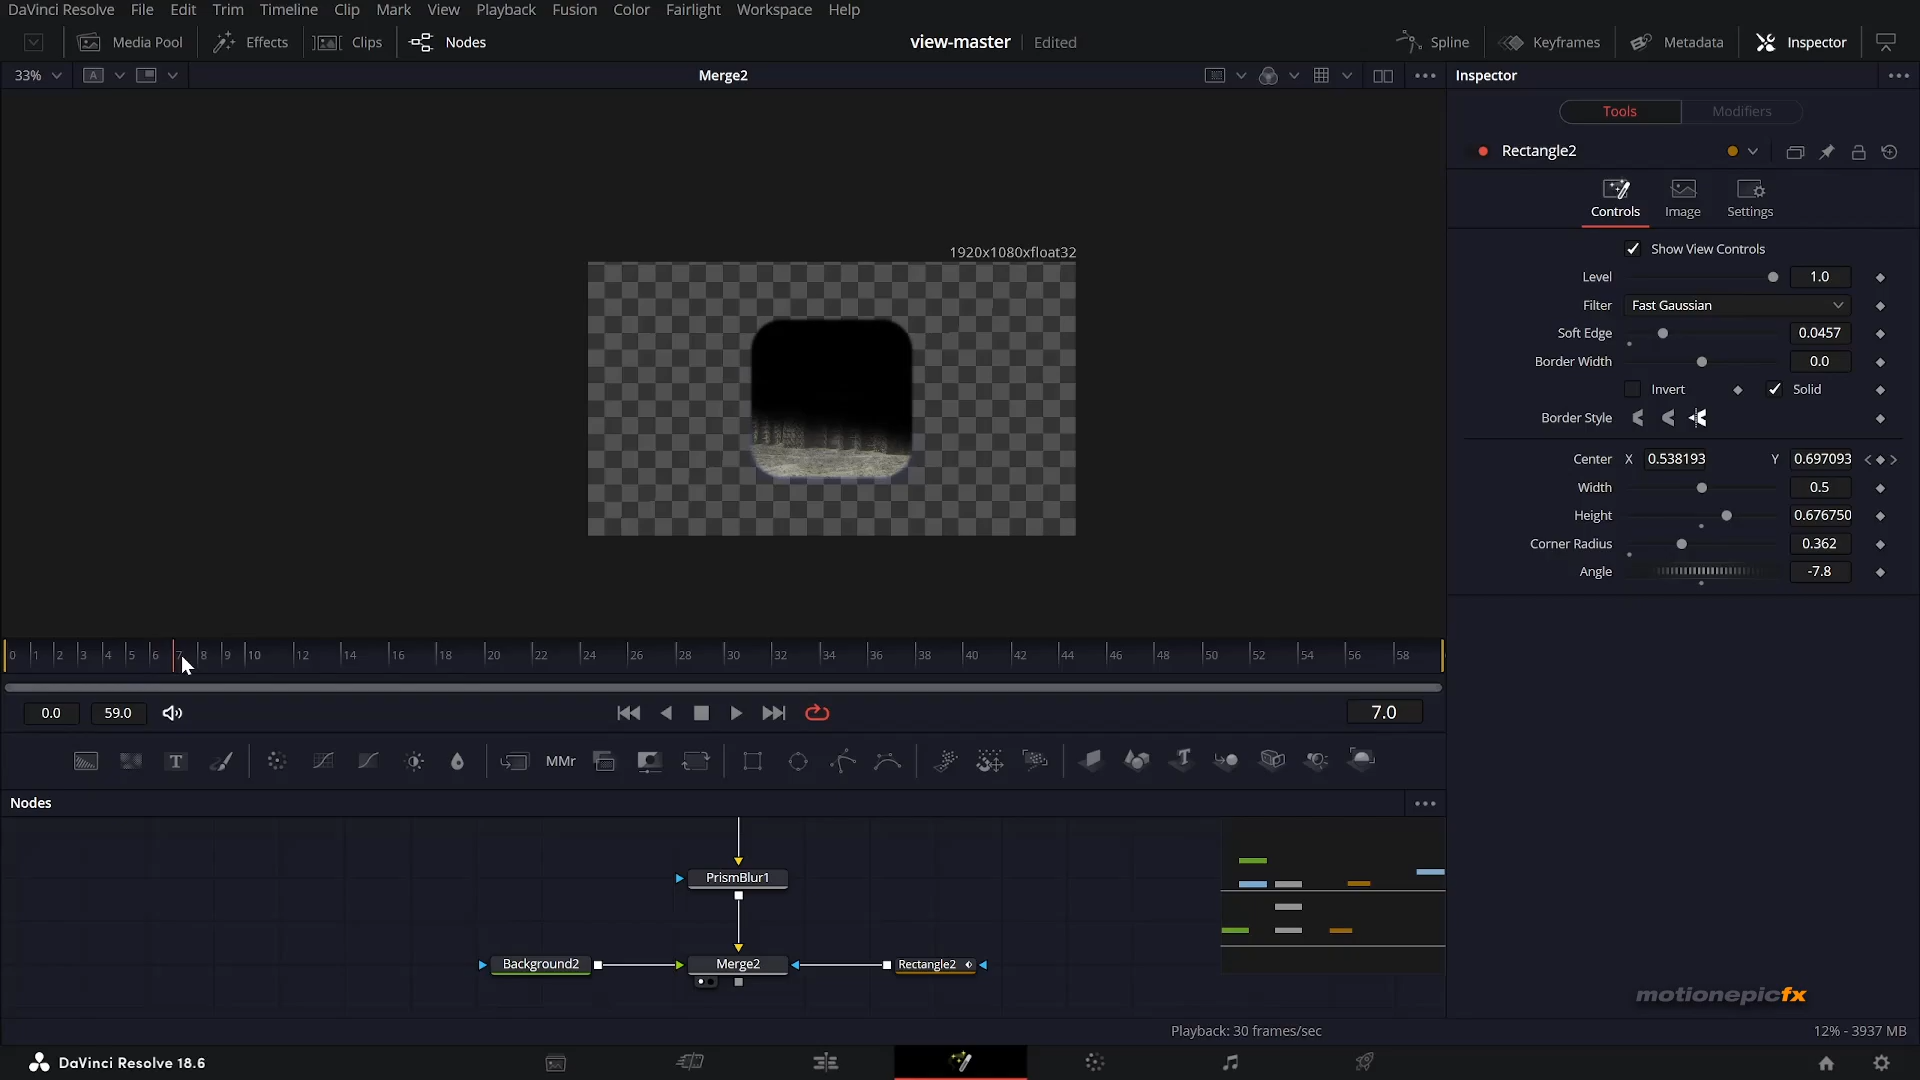 DaVinci Resolve File Edit Trim Timeline Clip Mark View Playback Fusion Color Fairlight Workspace Help
Media Pool Effects Clips Nodes view-master Edited Spline Keyframes Metadata Inspector
33% A Merge2 Inspector
Tools Modifiers
Rectangle2
Controls Image Settings
Show View Controls
1920x1080xfloat32
Level 1.0
Filter Fast Gaussian
Soft Edge 0.0457
Border Width 0.0
Invert Solid
Border Style
Center X 0.538193 Y 0.697093
Width 0.5
Height 0.676750
Corner Radius 0.362
Angle -7.8
0 1 2 3 4 5 6 7 8 9 10 12 14 16 18 20 22 24 26 28 30 32 34 36 38 40 42 44 46 48 50 52 54 56 58
0.0 59.0 7.0
T MMr T
Nodes
PrismBlur1
Background2 Merge2 Rectangle2
motionepicfx
Playback: 30 frames/sec 12% - 3937 MB
DaVinci Resolve 18.6